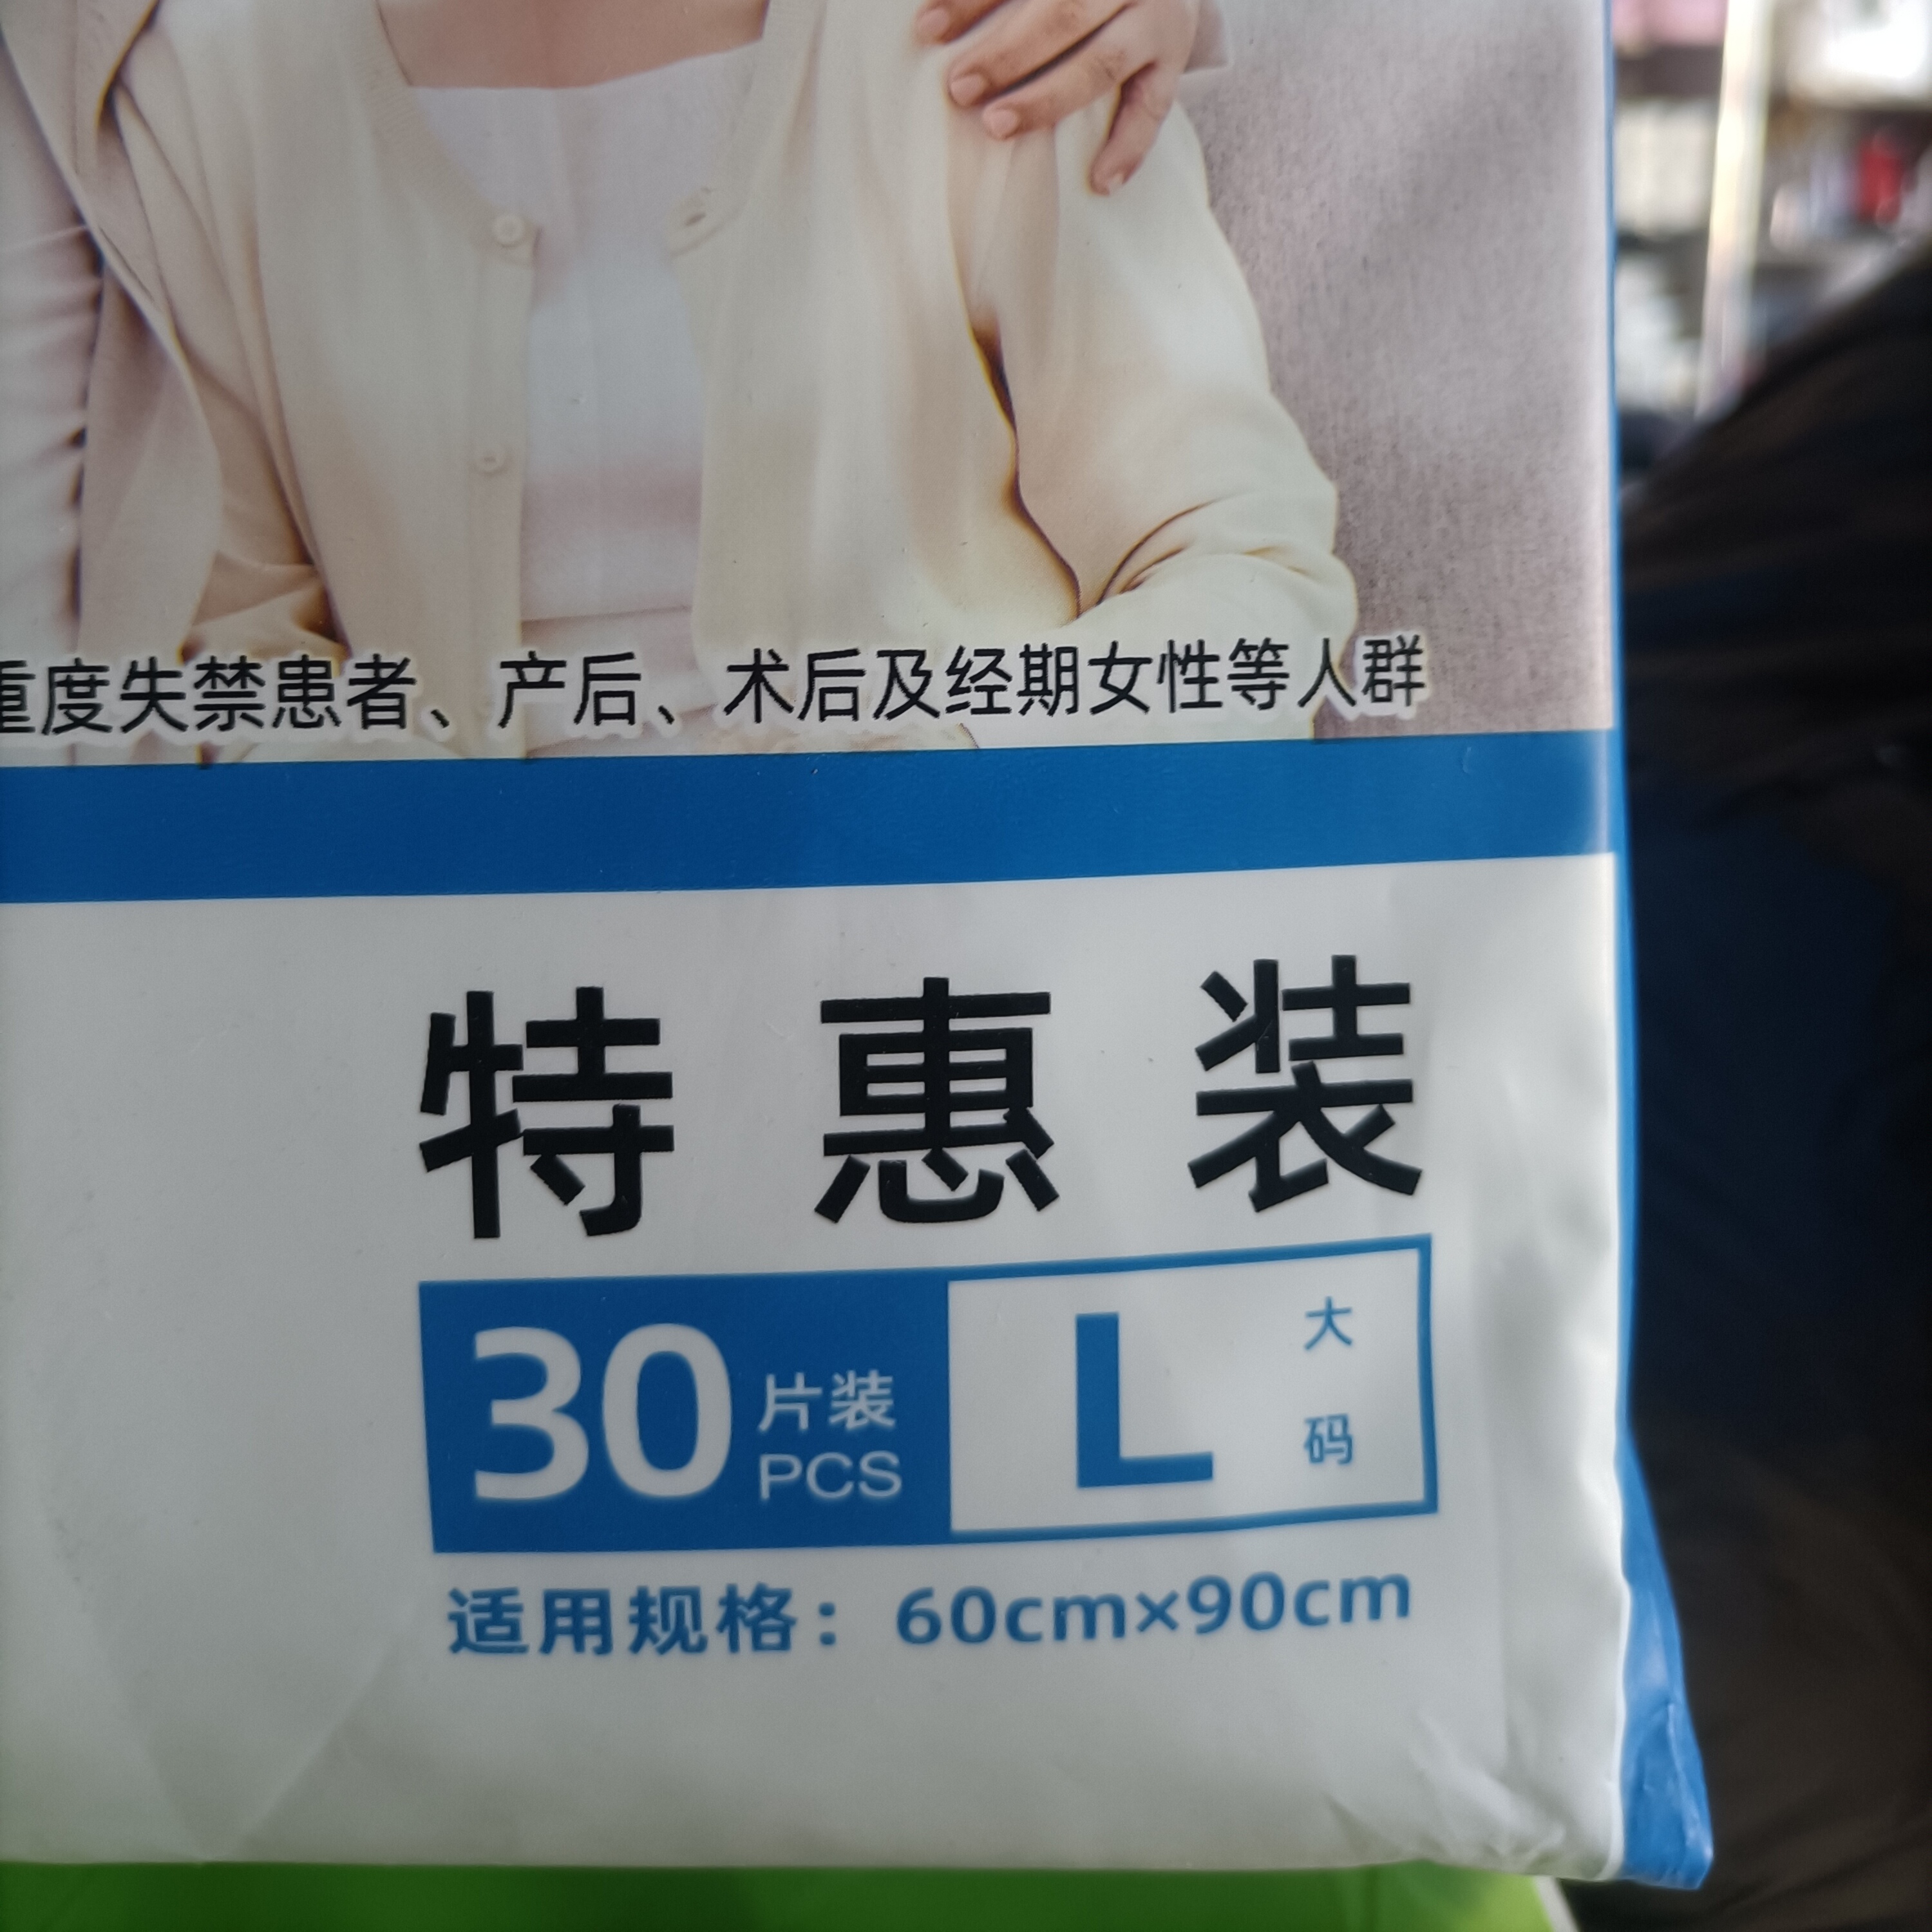 重度失禁患者、产后、术后及经期女性等人群
特惠装
30 片装 PCS L 大码
适用规格：60cm×90cm